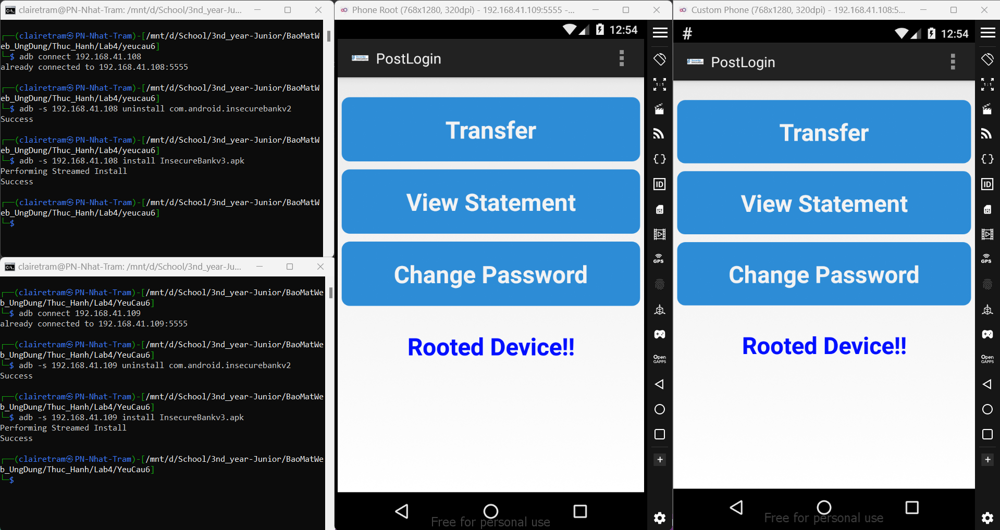 clairetram@PN-Nhat-Tram: /mnt/d/School/3nd_year-Ju...
┌──(clairetram㉿PN-Nhat-Tram)-[/mnt/d/School/3nd_year-Junior/BaoMatW
eb_UngDung/Thuc_Hanh/Lab4/yeucau6]
└─$ adb connect 192.168.41.108
already connected to 192.168.41.108:5555
┌──(clairetram㉿PN-Nhat-Tram)-[/mnt/d/School/3nd_year-Junior/BaoMatW
eb_UngDung/Thuc_Hanh/Lab4/yeucau6]
└─$ adb -s 192.168.41.108 uninstall com.android.insecurebankv2
Success
┌──(clairetram㉿PN-Nhat-Tram)-[/mnt/d/School/3nd_year-Junior/BaoMatW
eb_UngDung/Thuc_Hanh/Lab4/yeucau6]
└─$ adb -s 192.168.41.108 install InsecureBankv3.apk
Performing Streamed Install
Success
┌──(clairetram㉿PN-Nhat-Tram)-[/mnt/d/School/3nd_year-Junior/BaoMatW
eb_UngDung/Thuc_Hanh/Lab4/yeucau6]
└─$
clairetram@PN-Nhat-Tram: /mnt/d/School/3nd_year-Ju...
┌──(clairetram㉿PN-Nhat-Tram)-[/mnt/d/School/3nd_year-Junior/BaoMatWe
b_UngDung/Thuc_Hanh/Lab4/YeuCau6]
└─$ adb connect 192.168.41.109
already connected to 192.168.41.109:5555
┌──(clairetram㉿PN-Nhat-Tram)-[/mnt/d/School/3nd_year-Junior/BaoMatWe
b_UngDung/Thuc_Hanh/Lab4/YeuCau6]
└─$ adb -s 192.168.41.109 uninstall com.android.insecurebankv2
Success
┌──(clairetram㉿PN-Nhat-Tram)-[/mnt/d/School/3nd_year-Junior/BaoMatWe
b_UngDung/Thuc_Hanh/Lab4/YeuCau6]
└─$ adb -s 192.168.41.109 install InsecureBankv3.apk
Performing Streamed Install
Success
┌──(clairetram㉿PN-Nhat-Tram)-[/mnt/d/School/3nd_year-Junior/BaoMatWe
b_UngDung/Thuc_Hanh/Lab4/YeuCau6]
└─$
Phone Root (768x1280, 320dpi) - 192.168.41.109:5555 -...
12:54
PostLogin
Transfer
View Statement
Change Password
Rooted Device!!
Free for personal use
1:1
ID
GPS
Open
GAPPS
Custom Phone (768x1280, 320dpi) - 192.168.41.108:5...
# 12:54
PostLogin
Transfer
View Statement
Change Password
Rooted Device!!
Free for personal use
1:1
ID
GPS
Open
GAPPS